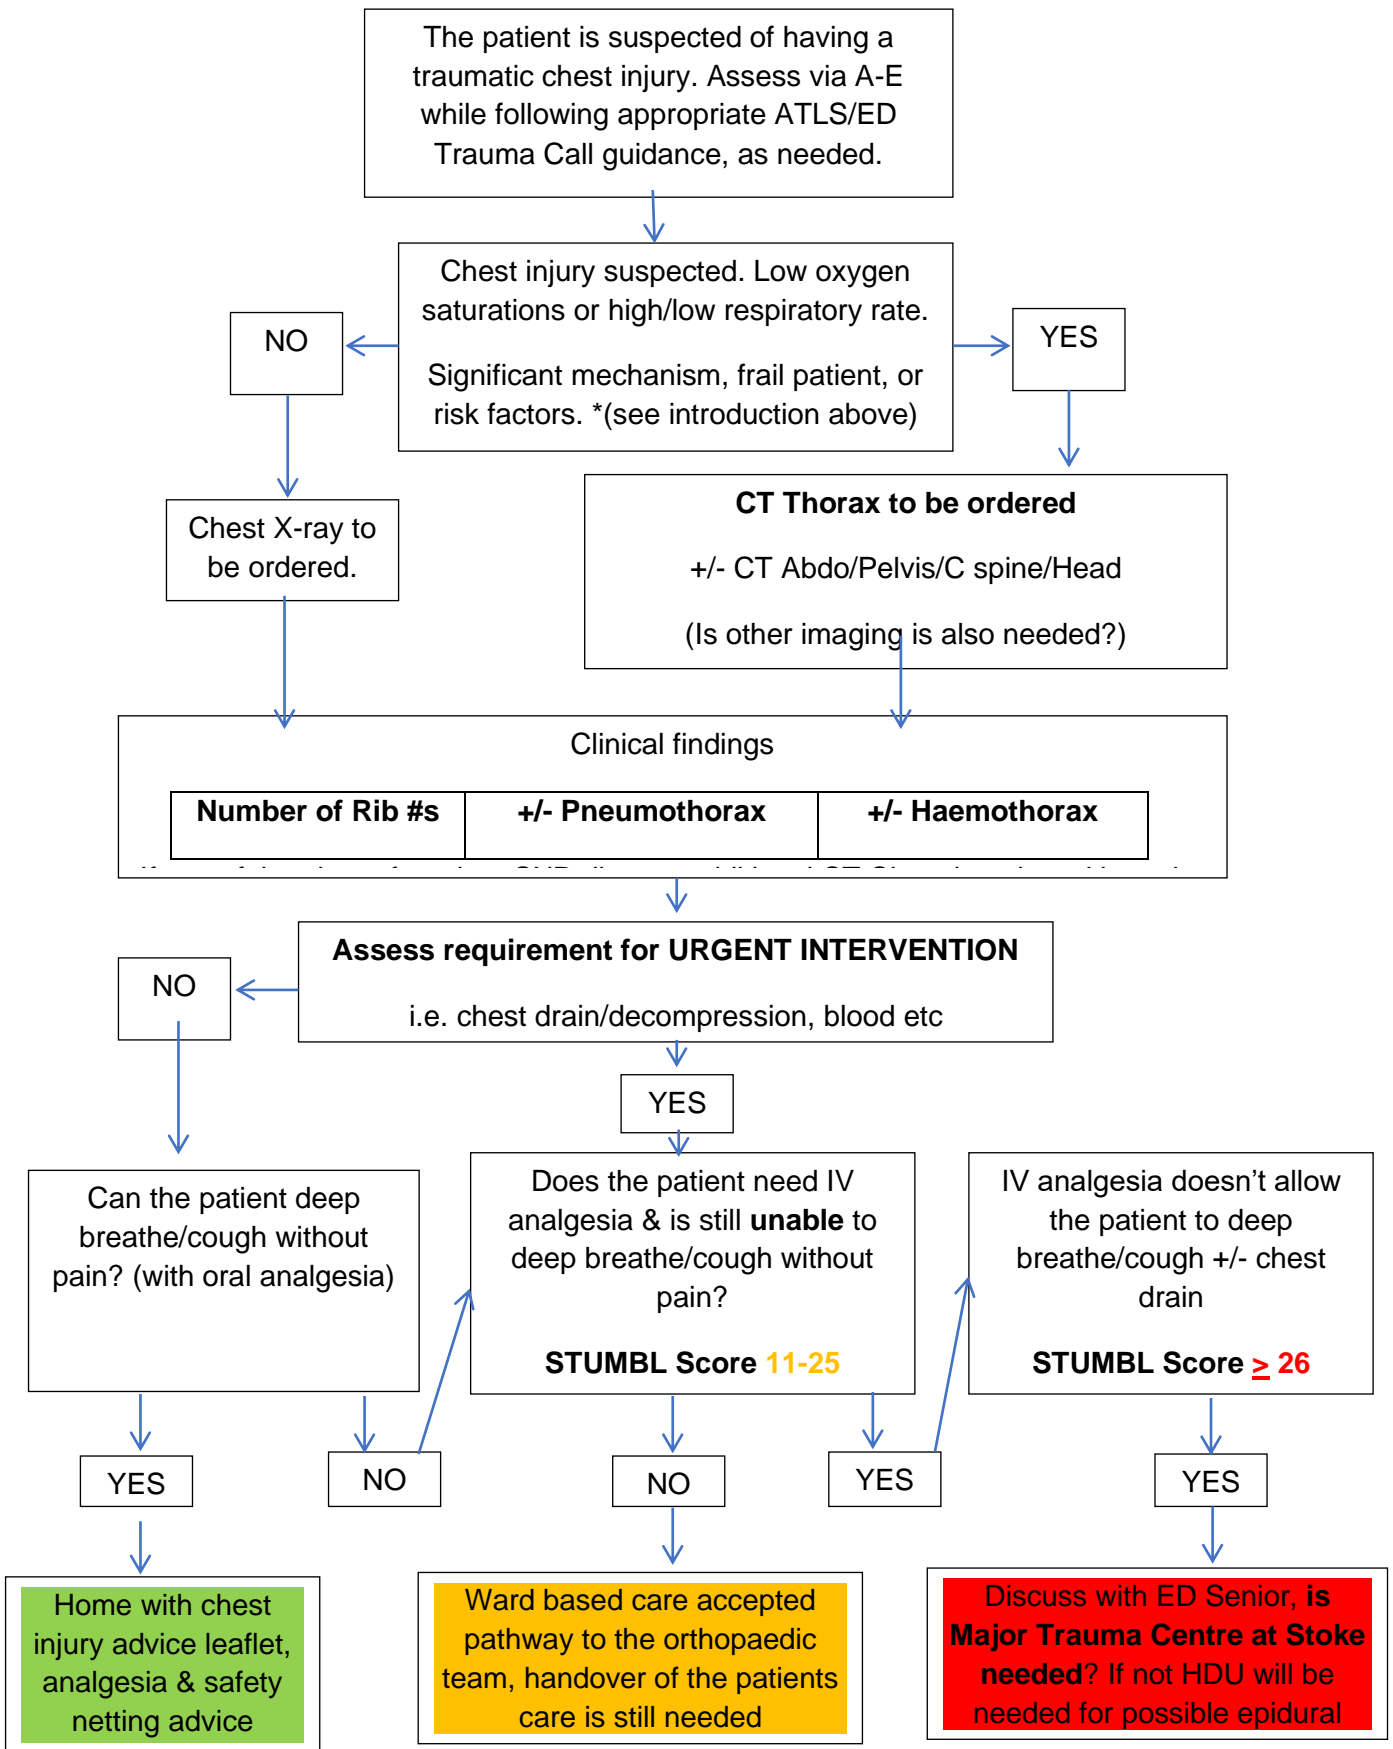 The patient is suspected of having a
traumatic chest injury. Assess via A-E
while following appropriate ATLS/ED
Trauma Call guidance, as needed.
Chest injury suspected. Low oxygen
saturations or high/low respiratory rate.
Significant mechanism, frail patient, or
risk factors. *(see introduction above)
NO
YES
Chest X-ray to
be ordered.
CT Thorax to be ordered
+/- CT Abdo/Pelvis/C spine/Head
(Is other imaging is also needed?)
Clinical findings
Number of Rib #s +/- Pneumothorax +/- Haemothorax
Assess requirement for URGENT INTERVENTION
i.e. chest drain/decompression, blood etc
NO
YES
Can the patient deep
breathe/cough without
pain? (with oral analgesia)
Does the patient need IV
analgesia & is still unable to
deep breathe/cough without
pain?
STUMBL Score 11-25
IV analgesia doesn’t allow
the patient to deep
breathe/cough +/- chest
drain
STUMBL Score ≥ 26
YES
NO
NO
YES
YES
Home with chest
injury advice leaflet,
analgesia & safety
netting advice
Ward based care accepted
pathway to the orthopaedic
team, handover of the patients
care is still needed
Discuss with ED Senior, is
Major Trauma Centre at Stoke
needed? If not HDU will be
needed for possible epidural